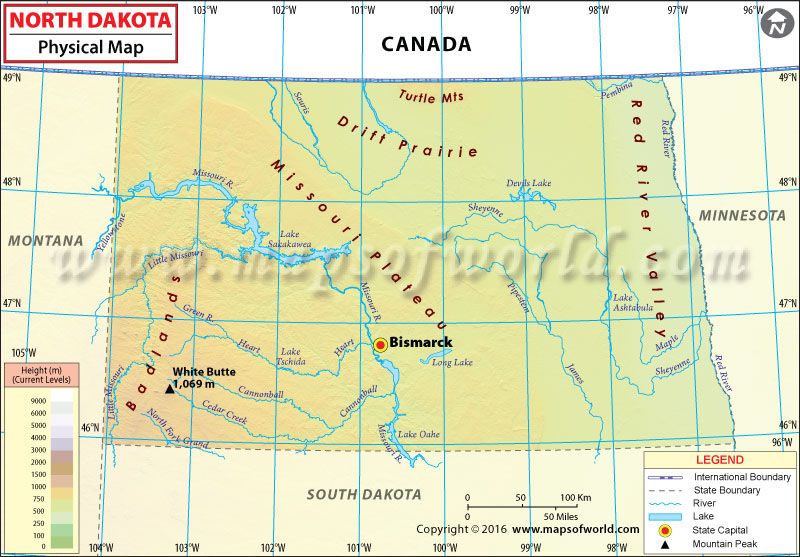 NORTH DAKOTA
Physical Map
CANADA
104°W
103°W
102°W
101°W
100°W
99°W
98°W
97°W
96°W
N
49°N
49°N
Turtle Mts
Pembina
Souris
Drift Prairie
Red River Valley
Red River
Missouri R.
Missouri Plateau
Devils Lake
48°N
48°N
Sheyenne
MINNESOTA
MONTANA
Yellowstone
Lake
Sakakawea
Little Missouri
www.mapsofworld.com
Badlands
Missouri R.
Pipestem
Lake
Ashtabula
47°N
47°N
Green R.
Heart
Heart
Bismarck
Maple
105°W
Lake
Tschida
Long Lake
Sheyenne
Red River
James
White Butte
1,069 m
Little Missouri
Cannonball
Cannonball
Cedar Creek
North Fork Grand
46°N
46°N
96°W
Lake Oahe
Missouri R.
SOUTH DAKOTA
Height (m)
(Current Levels)
9000
6000
5000
4000
3000
2000
1500
1000
750
500
250
100
0
LEGEND
International Boundary
State Boundary
River
Lake
State Capital
Mountain Peak
0 50 100 Km
0 50 Miles
Copyright © 2016 www.mapsofworld.com
104°W
103°W
102°W
101°W
100°W
99°W
98°W